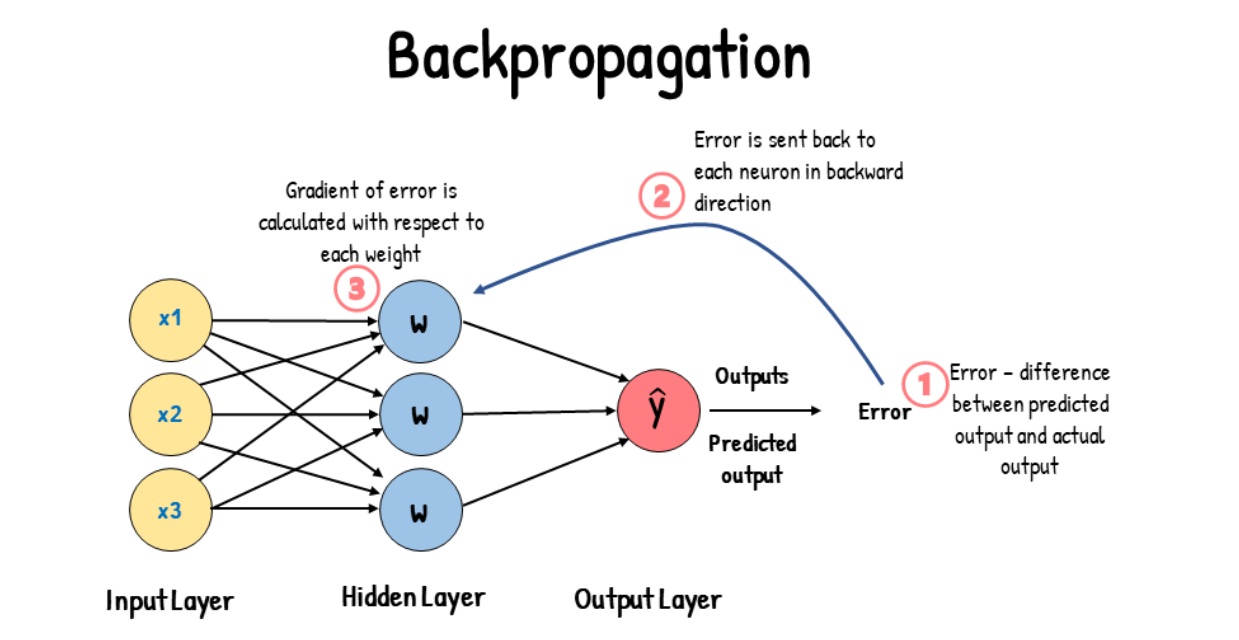 Backpropagation
Error is sent back to
each neuron in backward
direction
2
Gradient of error is
calculated with respect to
each weight
3
x1
x2
x3
w
w
w
ŷ
Outputs
Predicted
output
Error
1
Error - difference
between predicted
output and actual
output
Input Layer
Hidden Layer
Output Layer